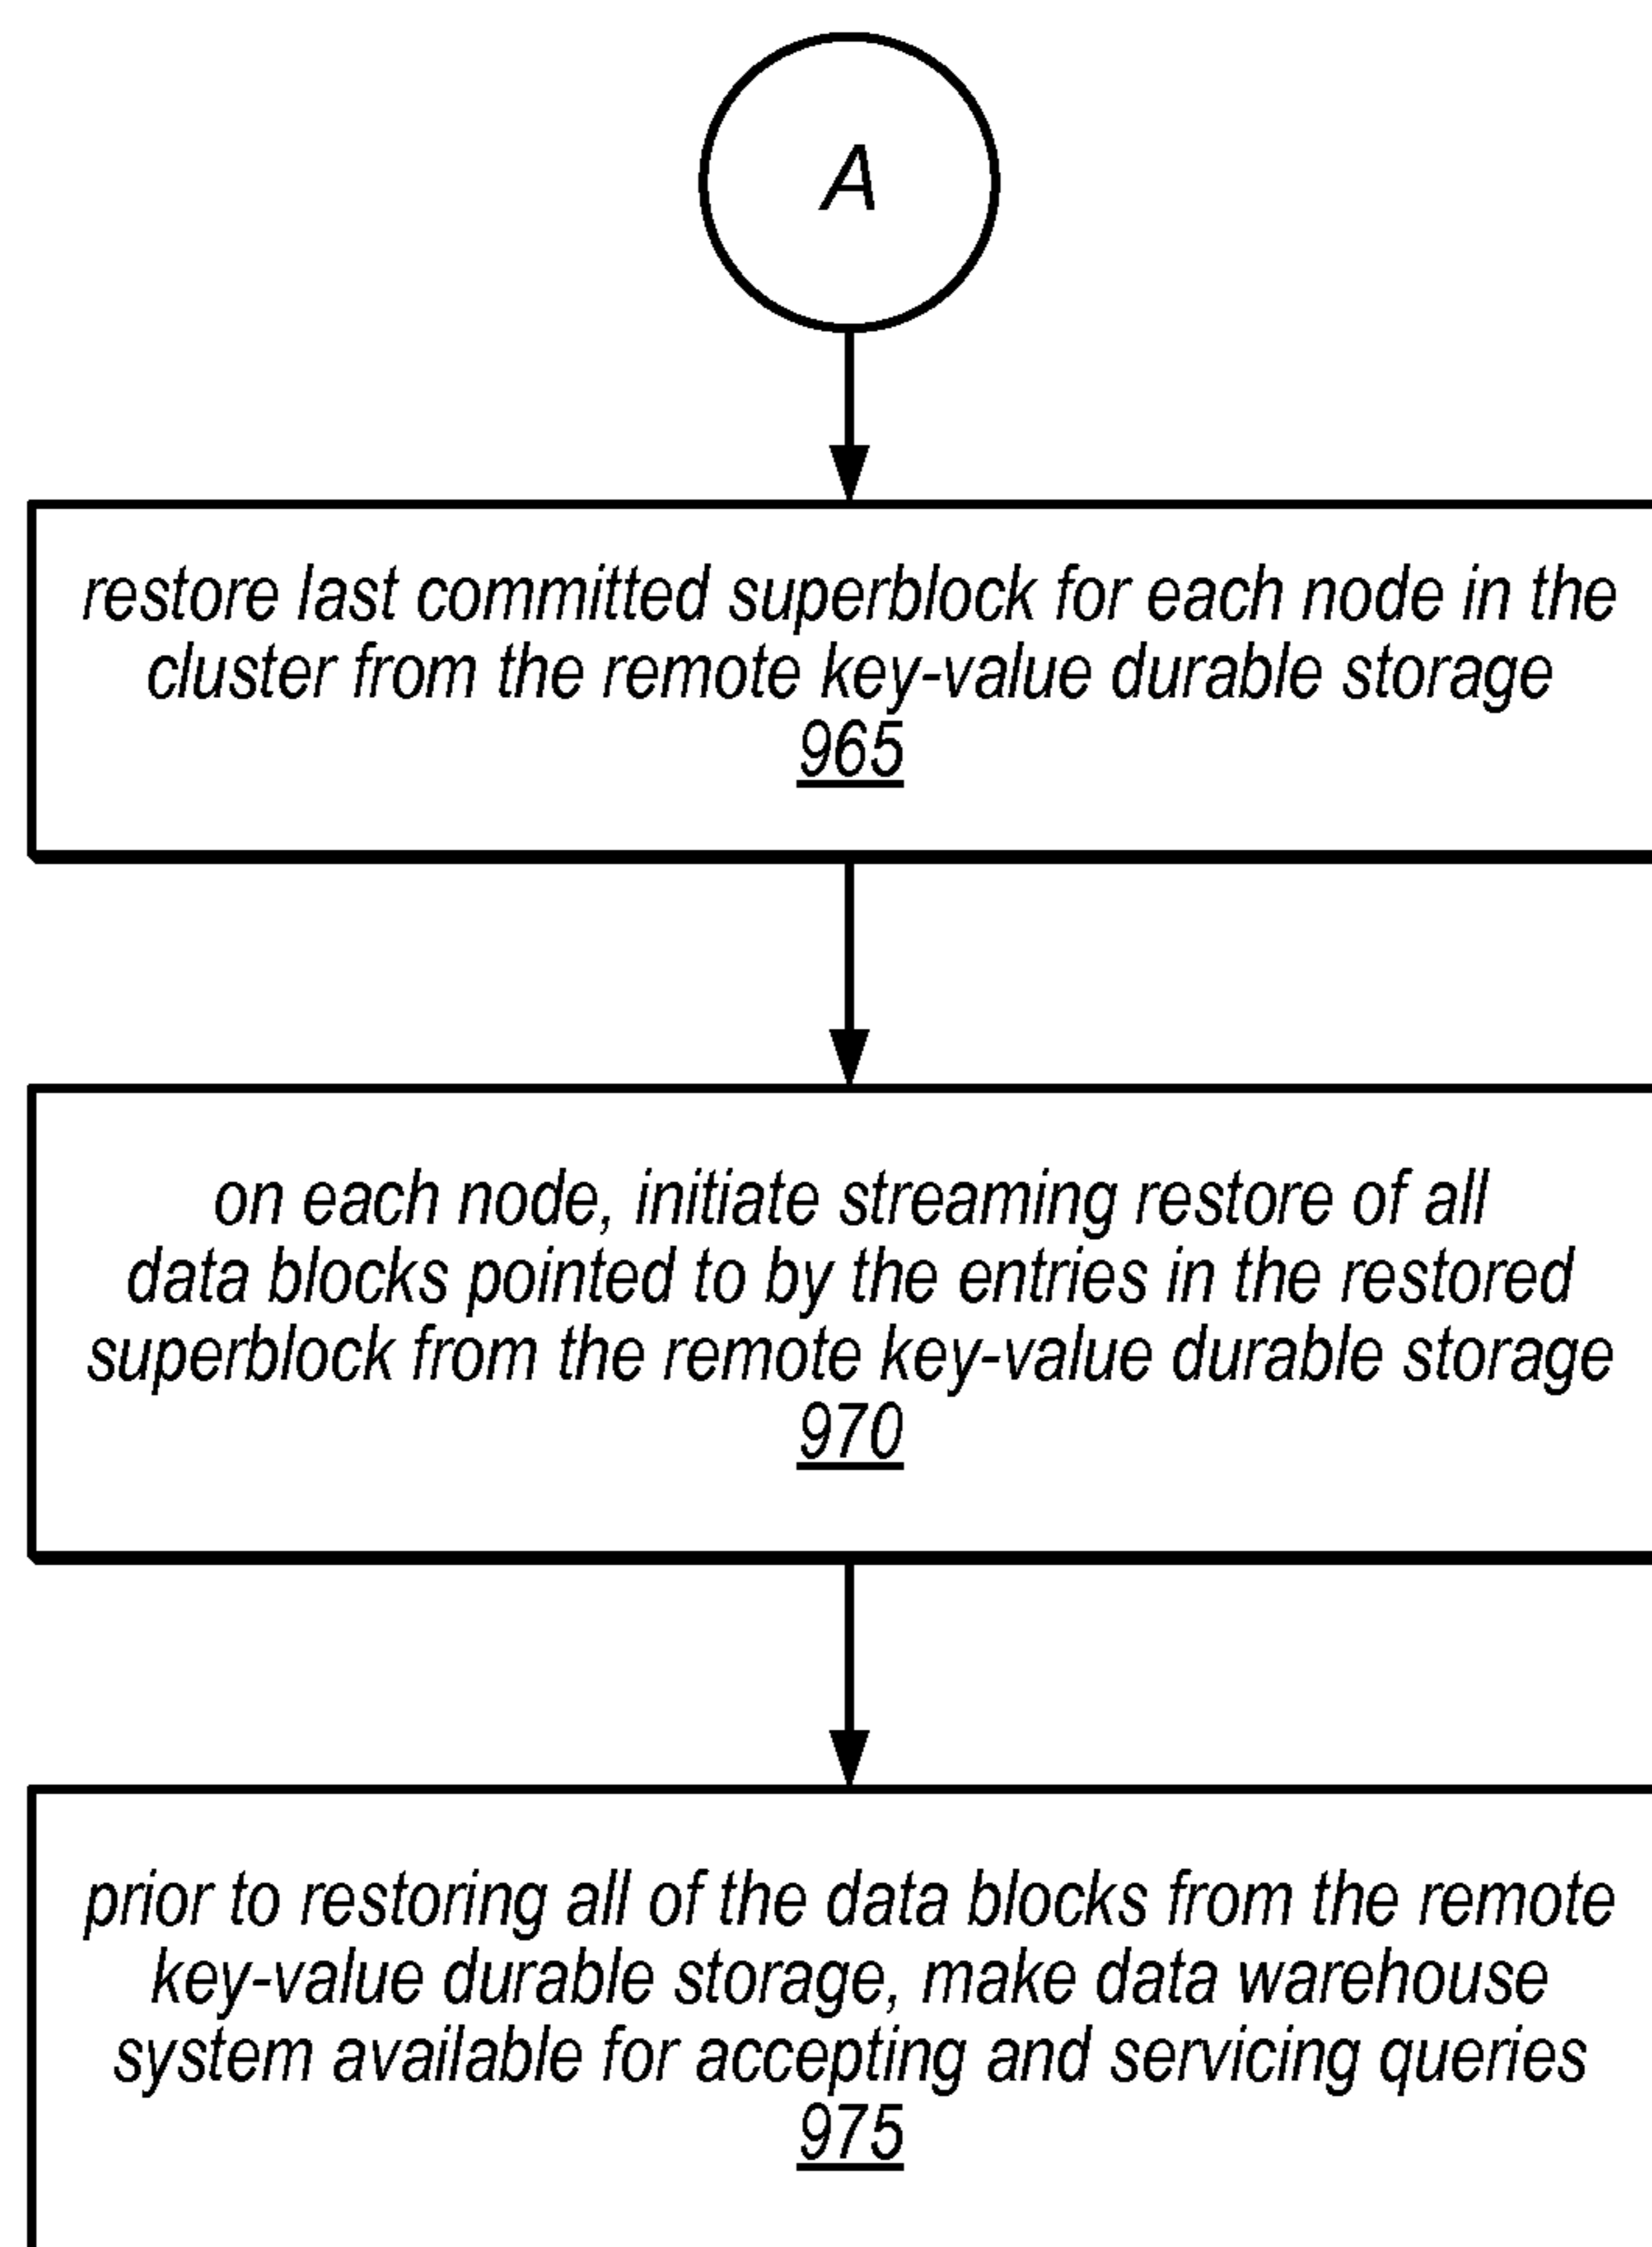 A
restore last committed superblock for each node in the
cluster from the remote key-value durable storage
965
on each node, initiate streaming restore of all
data blocks pointed to by the entries in the restored
superblock from the remote key-value durable storage
970
prior to restoring all of the data blocks from the remote
key-value durable storage, make data warehouse
system available for accepting and servicing queries
975